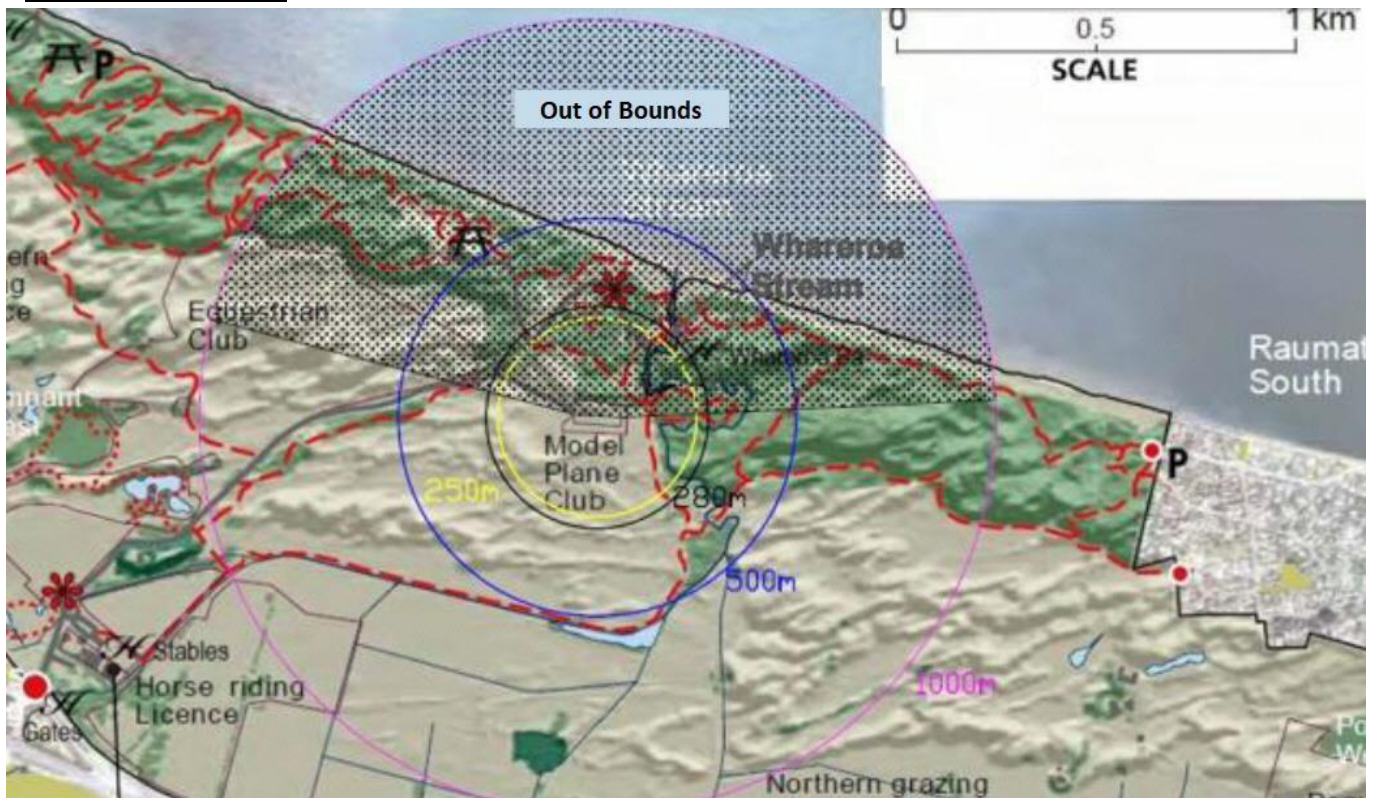 0
0.5
1 km
SCALE
P
Out of Bounds
Whareroa
Stream
Equestrian
Club
Raumat
South
Model
Plane
Club
P
250m
280m
500m
1000m
Stables
Horse riding
Licence
Gates
Northern grazing